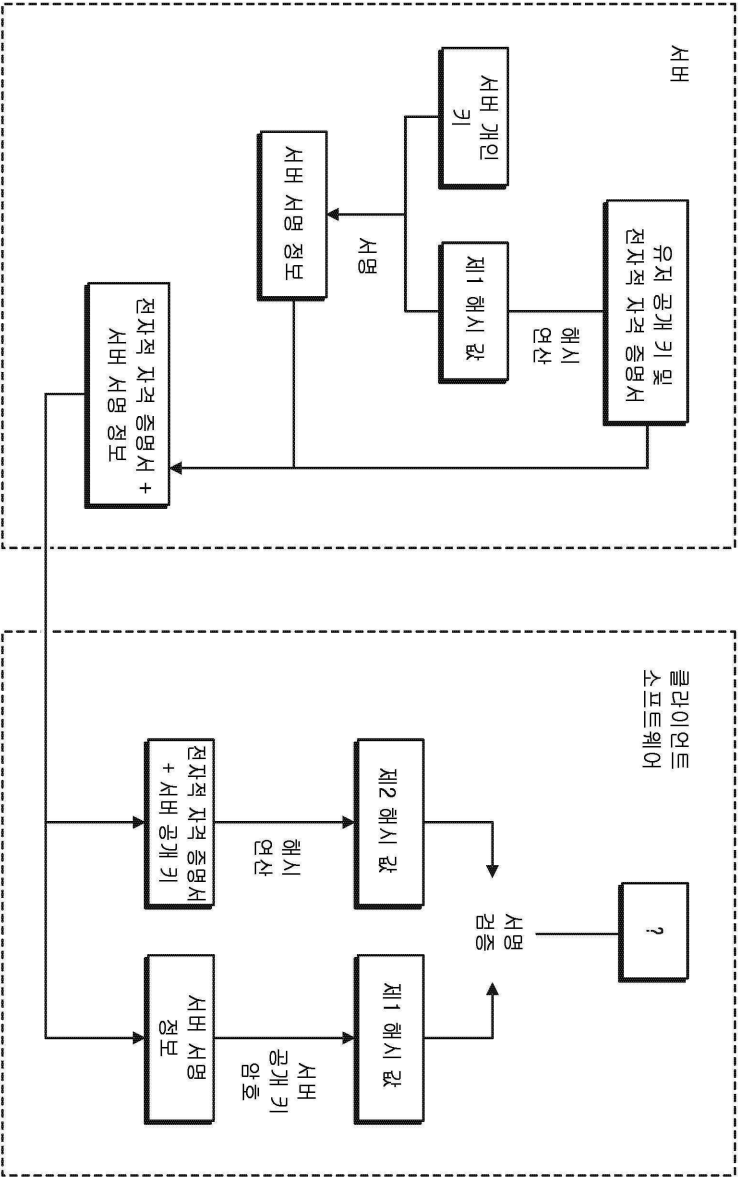 서버
유저 공개 키 및
전자적 자격 증명서
해시
연산
서버 개인
키
제1 해시 값
서명
서버 서명 정보
전자적 자격 증명서 +
서버 서명 정보
클라이언트
소프트웨어
?
서명
검증
제2 해시 값
제1 해시 값
해시
연산
서버
공개 키
암호
전자적 자격 증명서
+ 서버 공개 키
서버 서명
정보